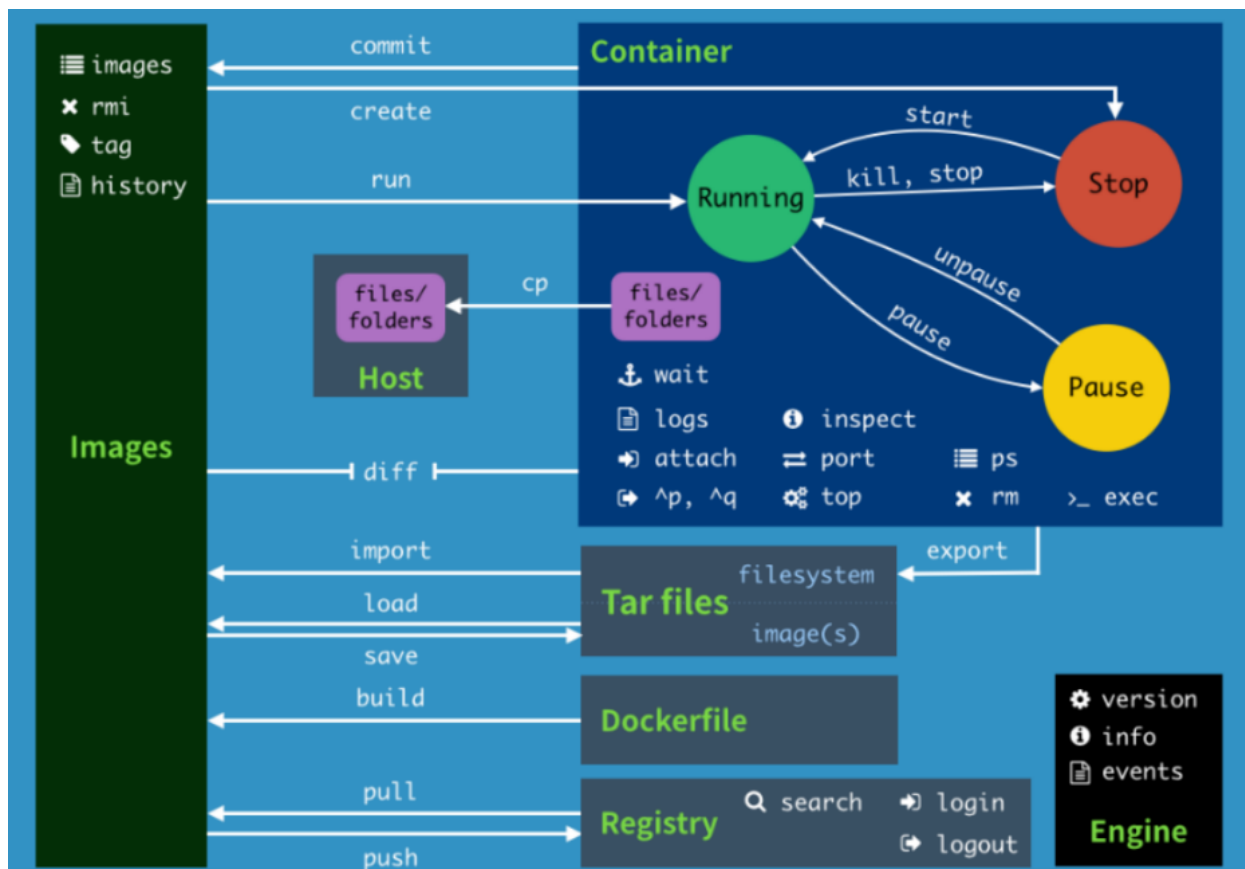 images
rmi
tag
history
Images
commit
create
run
Container
start
kill, stop
Running
Stop
unpause
pause
Pause
cp
files/
folders
Host
files/
folders
wait
logs
inspect
attach
port
ps
^p, ^q
top
rm
>_ exec
diff
import
load
save
export
Tar files
filesystem
image(s)
build
Dockerfile
pull
push
Registry
search
login
logout
version
info
events
Engine